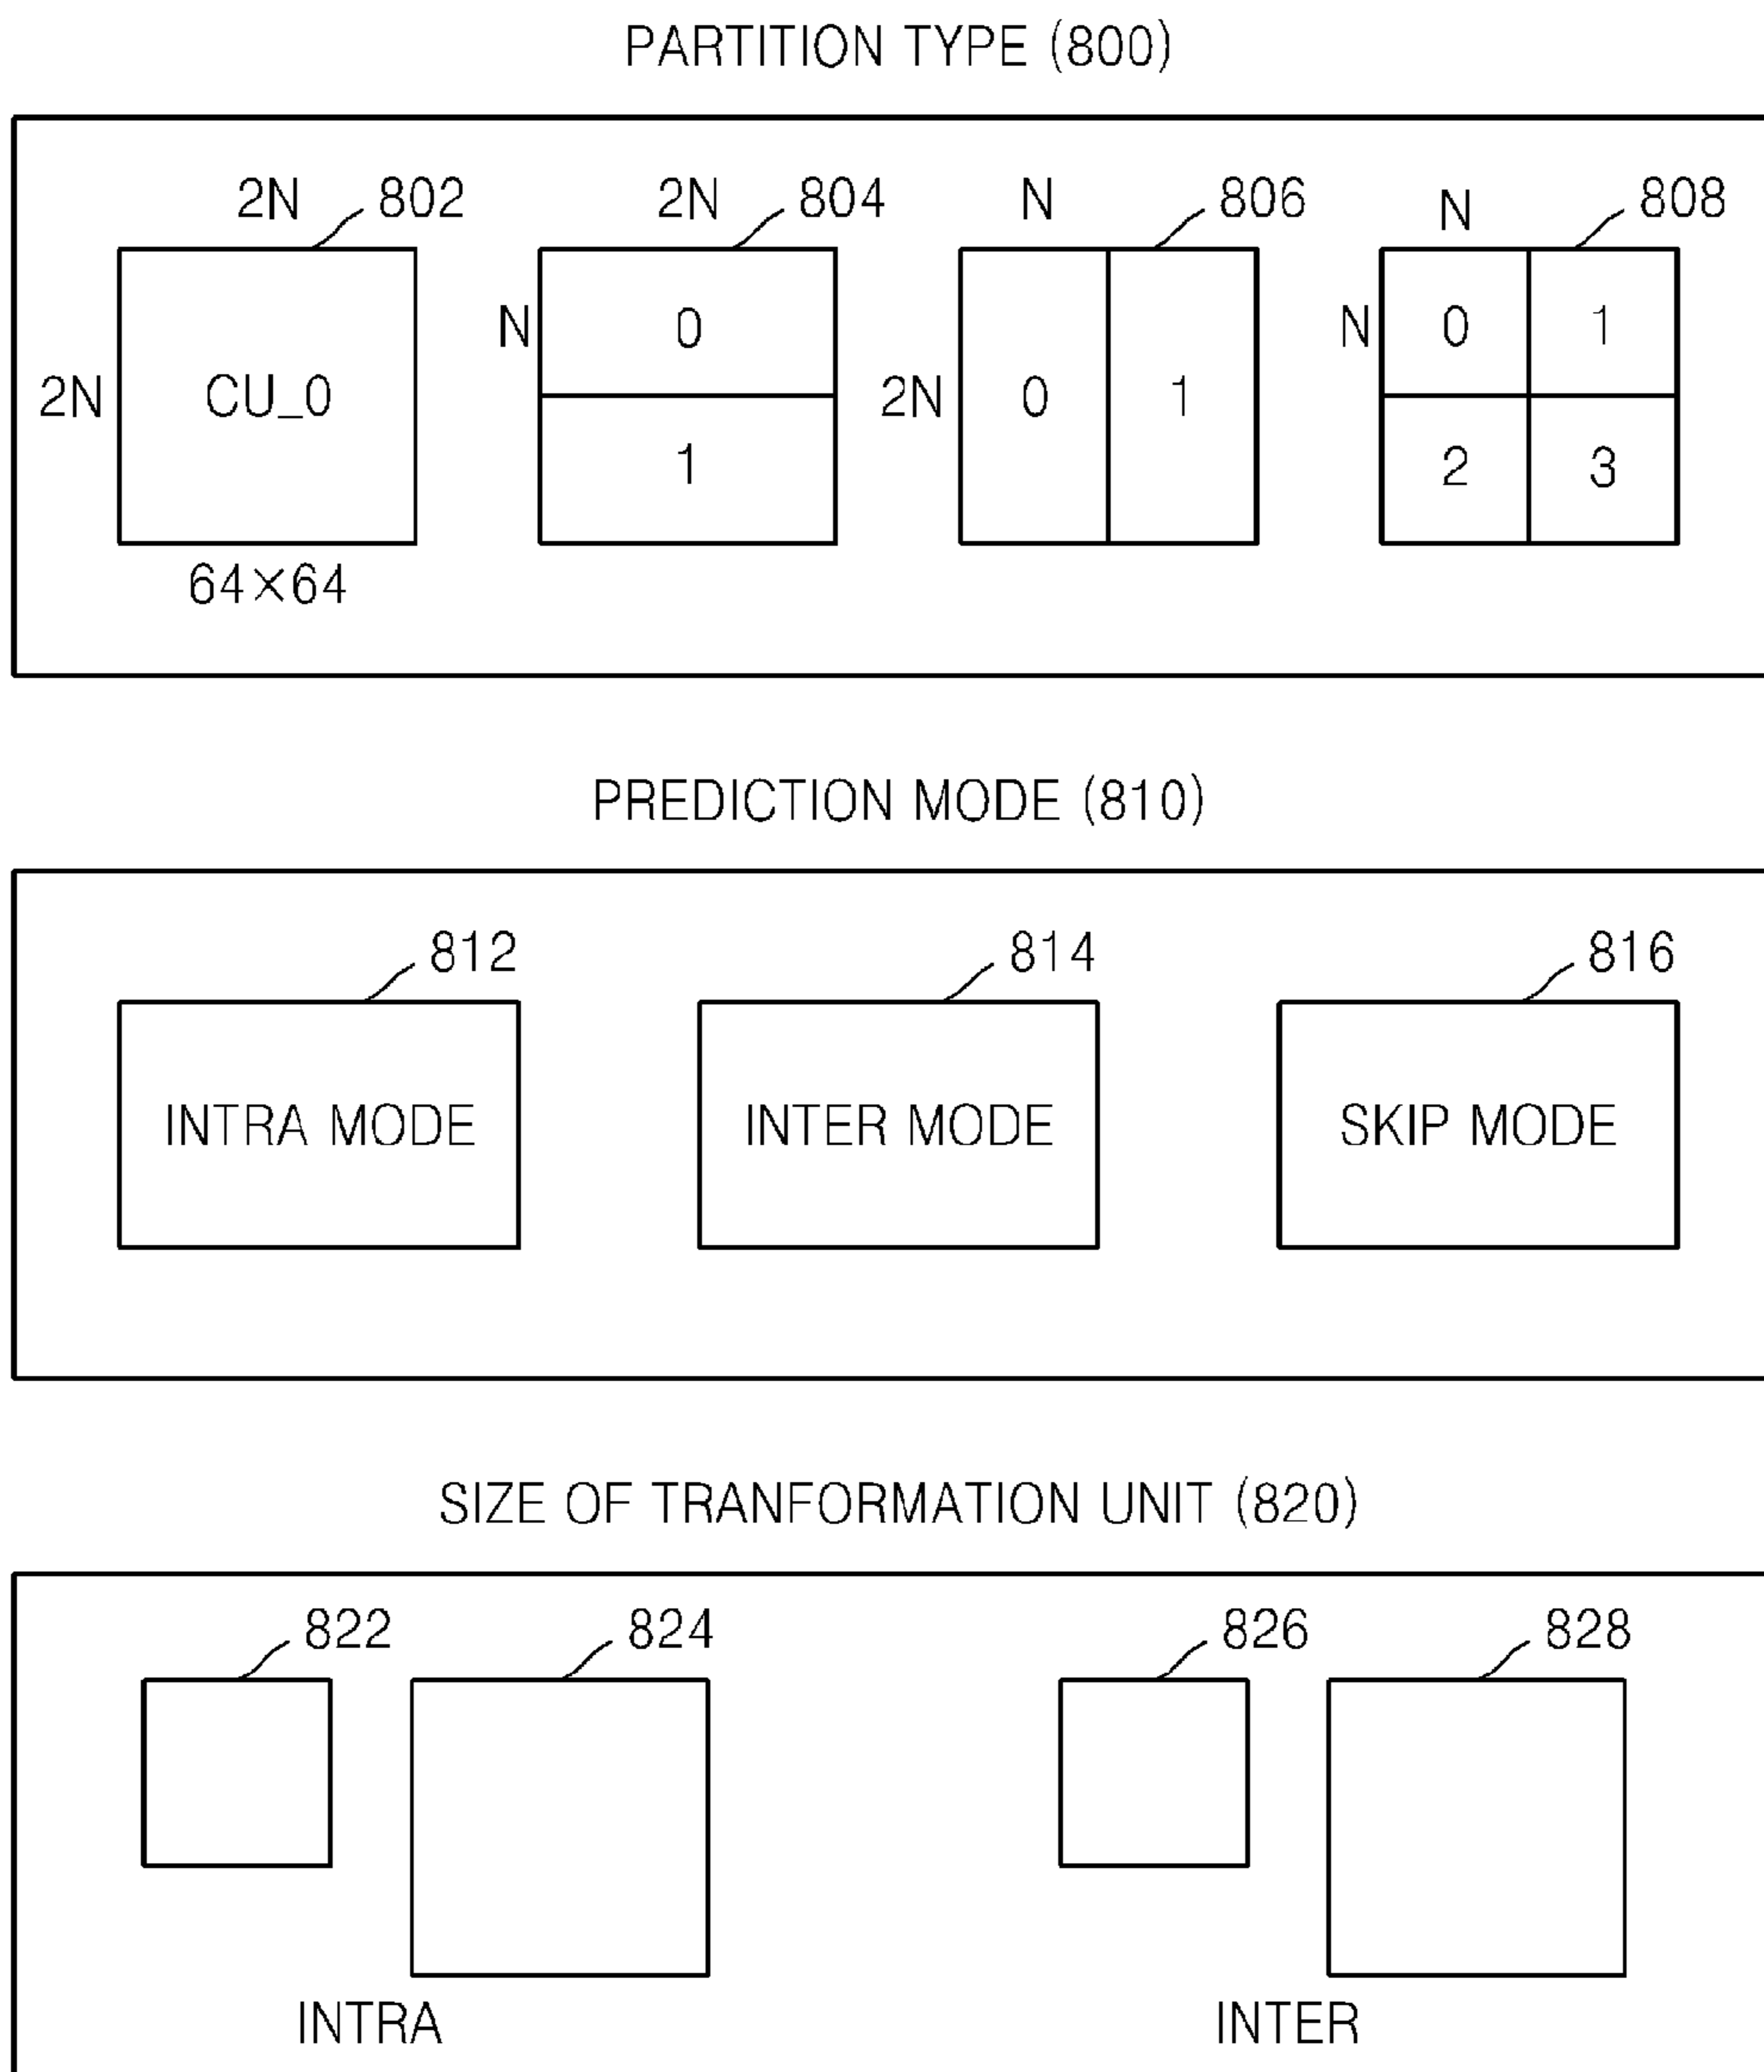 PARTITION TYPE (800)
2N 802 2N 804 N 806 N 808
N 0 N 0 1
2N CU_0 2N 0 1
1 2 3
64×64
PREDICTION MODE (810)
812 814 816
INTRA MODE INTER MODE SKIP MODE
SIZE OF TRANFORMATION UNIT (820)
822 824 826 828
INTRA INTER